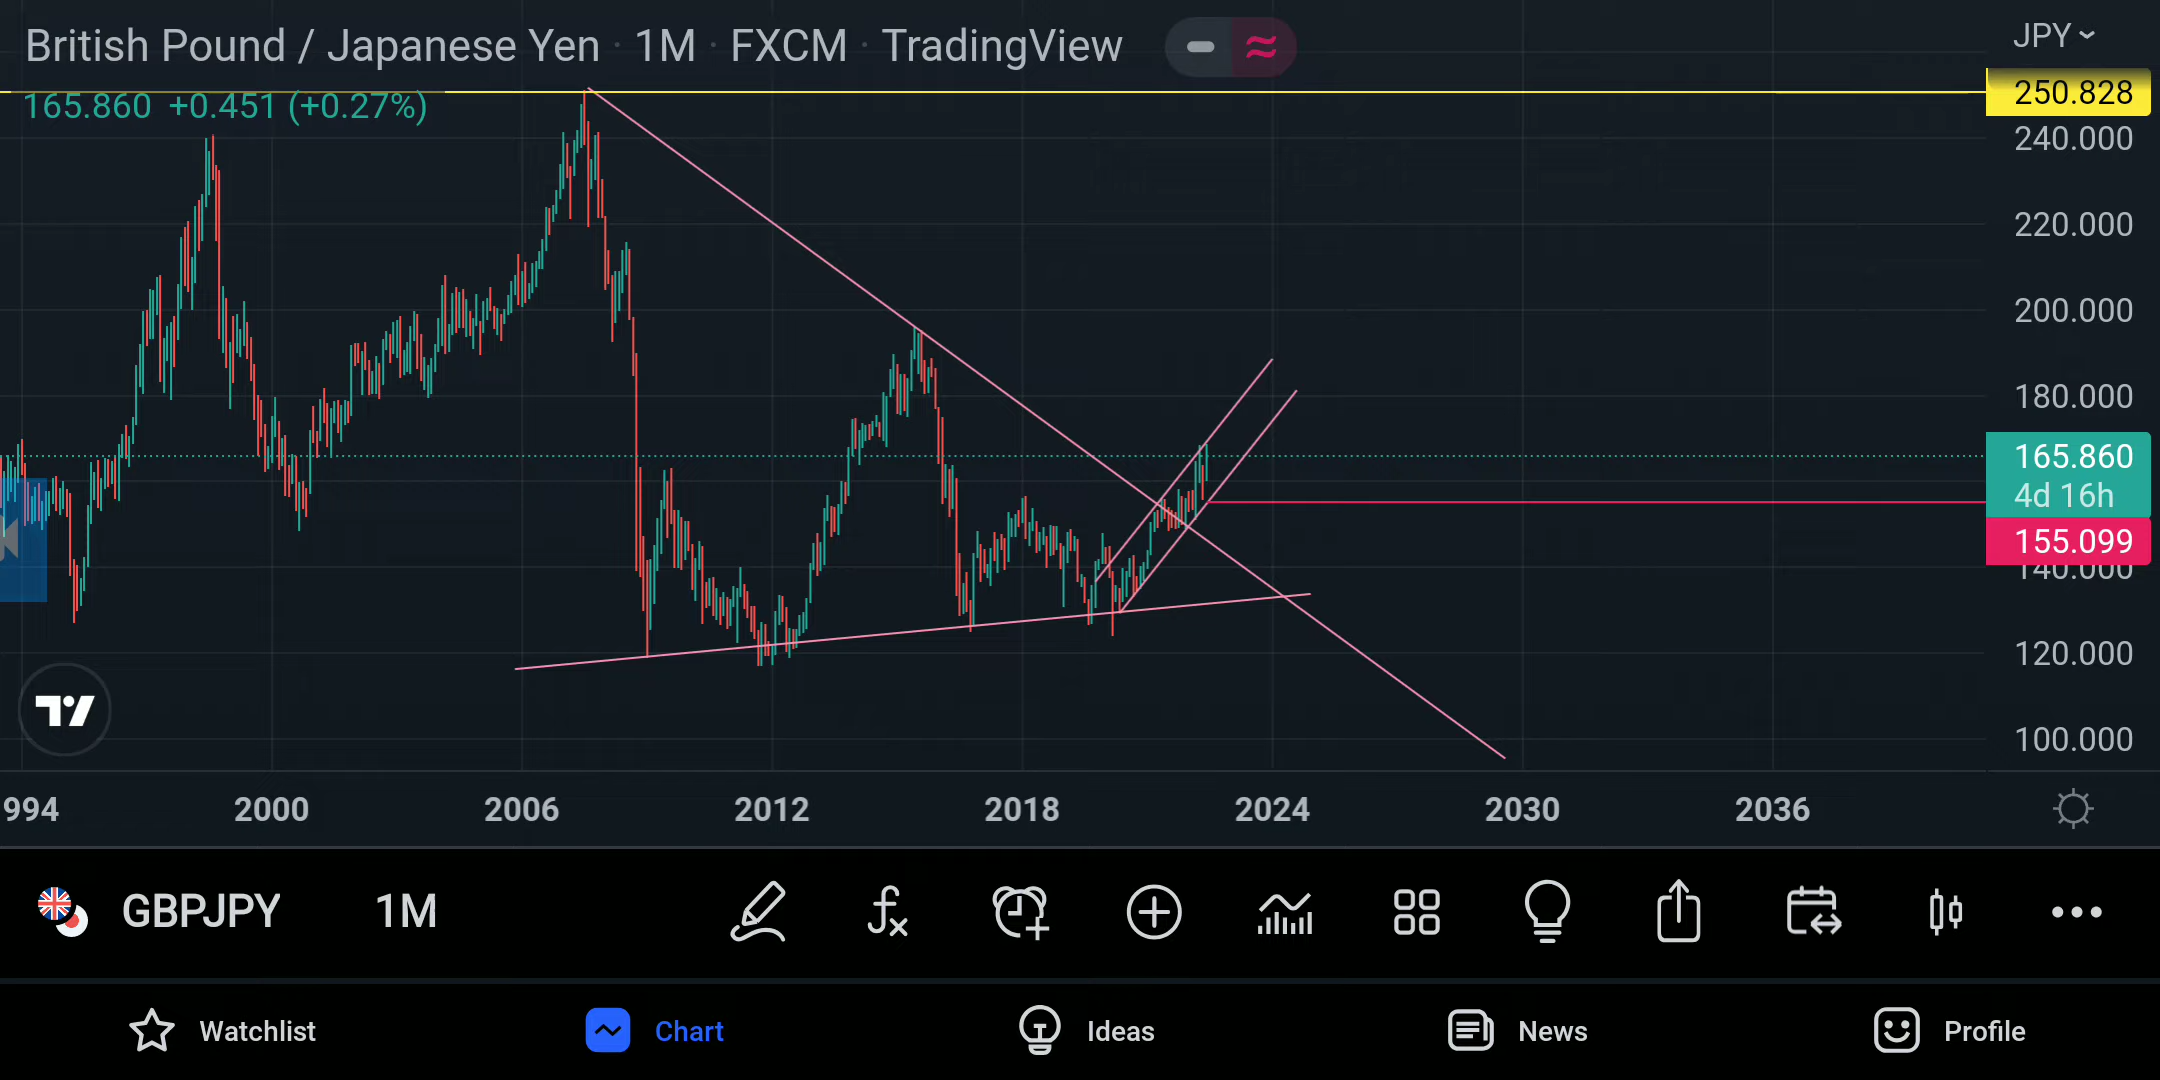 British Pound / Japanese Yen · 1M · FXCM · TradingView
JPY
165.860 +0.451 (+0.27%)
250.828
240.000
220.000
200.000
180.000
165.860
4d 16h
155.099
140.000
120.000
100.000
994 2000 2006 2012 2018 2024 2030 2036
GBPJPY 1M
Watchlist Chart Ideas News Profile